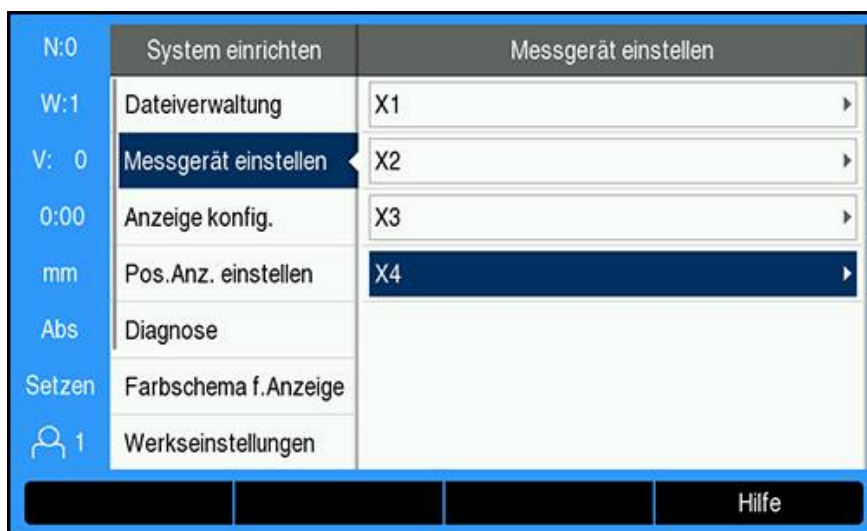 N:0
W:1
V: 0
0:00
mm
Abs
Setzen
1
System einrichten
Dateiverwaltung
Messgerät einstellen
Anzeige konfig.
Pos.Anz. einstellen
Diagnose
Farbschema f.Anzeige
Werkseinstellungen
Messgerät einstellen
X1
X2
X3
X4
Hilfe